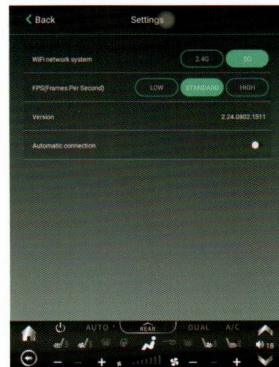 Back Settings
WiFi network system 2.4G 5G
FPS(Frames Per Second) LOW STANDARD HIGH
Version 2.24.0802.1511
Automatic connection
AUTO REAR DUAL A/C
18